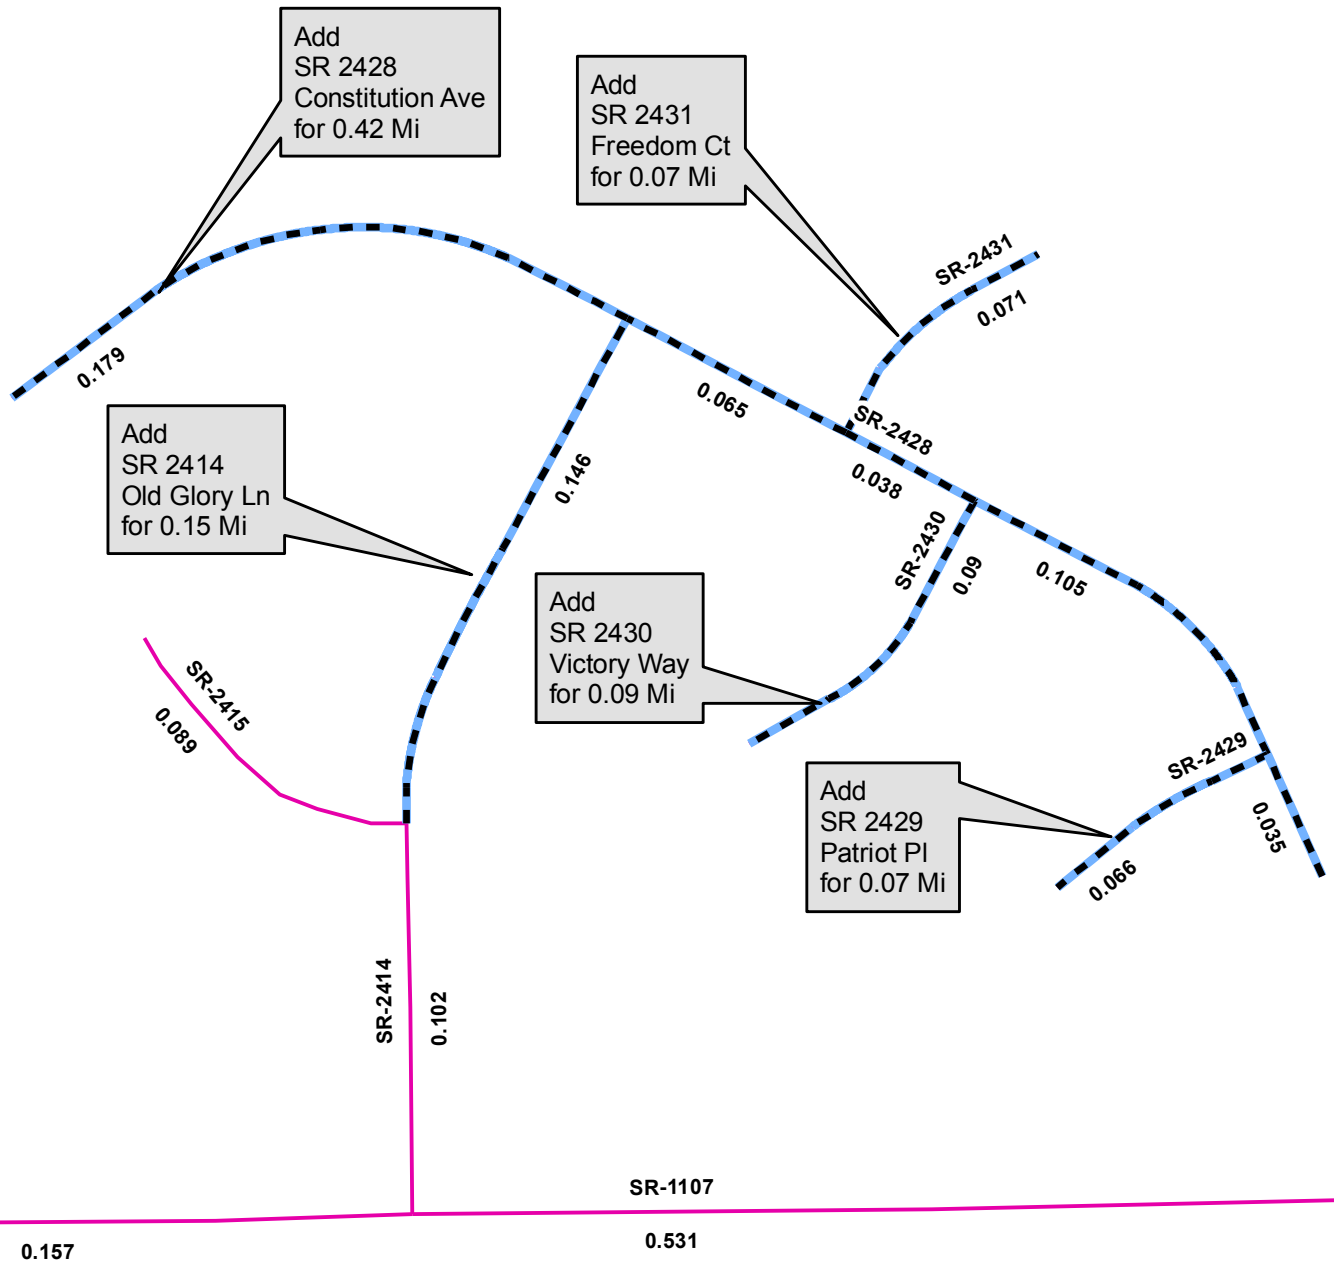 Add
SR 2428
Constitution Ave
for 0.42 Mi
Add
SR 2431
Freedom Ct
for 0.07 Mi
SR-2431
0.071
0.179
0.065
SR-2428
0.038
Add
SR 2414
Old Glory Ln
for 0.15 Mi
0.146
SR-2430
0.09
0.105
Add
SR 2430
Victory Way
for 0.09 Mi
SR-2415
0.089
SR-2429
0.035
Add
SR 2429
Patriot Pl
for 0.07 Mi
0.066
SR-2414
0.102
SR-1107
0.157
0.531